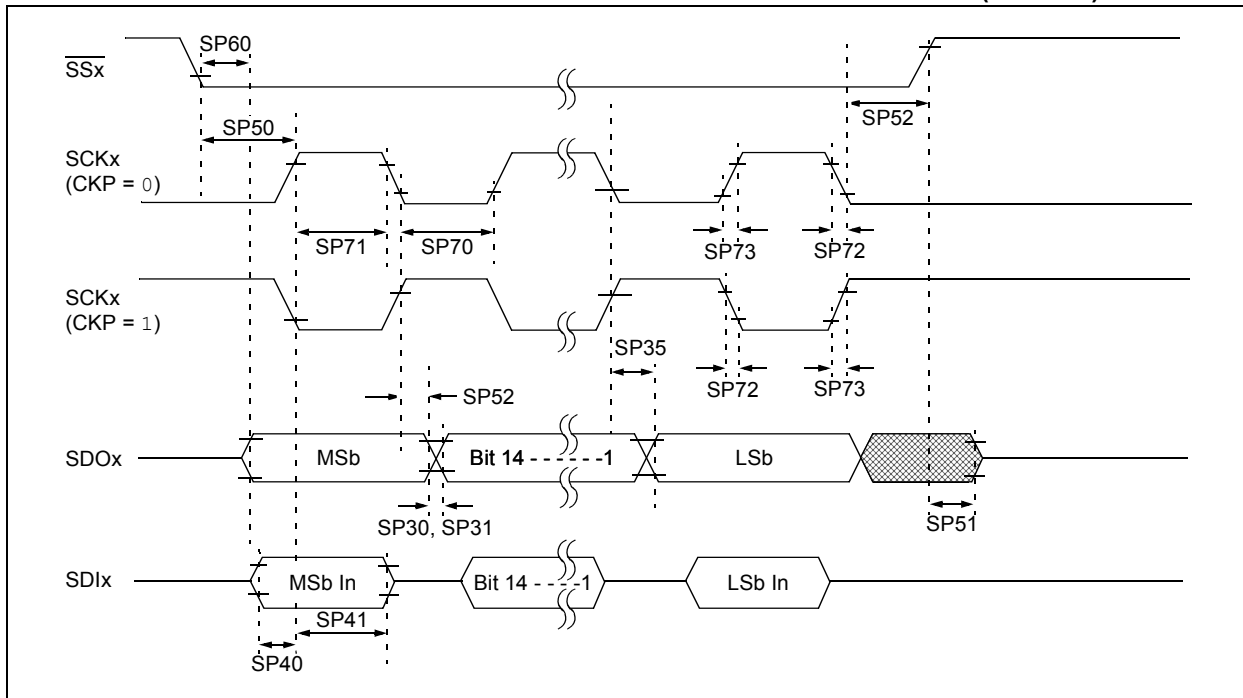 SP60
SSx
SP50
SP52
SCKx
(CKP = 0)
SP71
SP70
SP73
SP72
SCKx
(CKP = 1)
SP35
SP72
SP73
SP52
SDOx
MSb
Bit 14 - - - - - -1
LSb
SP30, SP31
SP51
SDIx
MSb In
Bit 14 - - - -1
LSb In
SP41
SP40